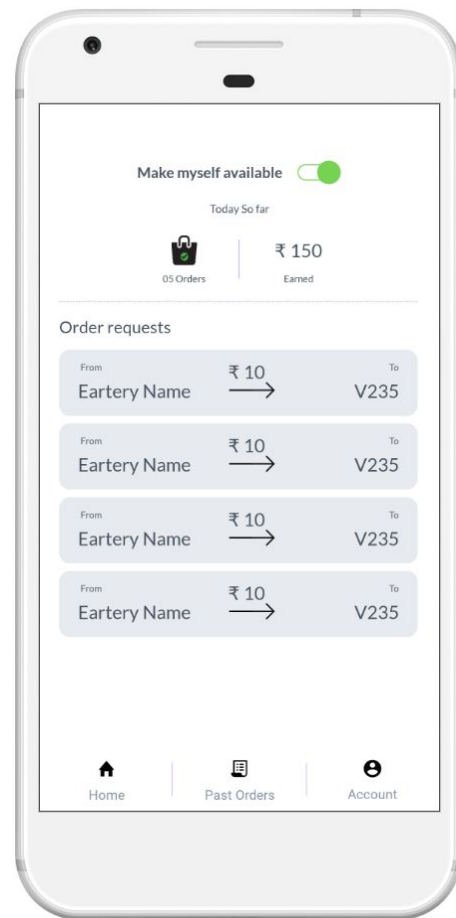 Make myself available
Today So far
₹ 150
05 Orders Earned
Order requests
From ₹ 10 To
Eartery Name V235
From ₹ 10 To
Eartery Name V235
From ₹ 10 To
Eartery Name V235
From ₹ 10 To
Eartery Name V235
Home Past Orders Account